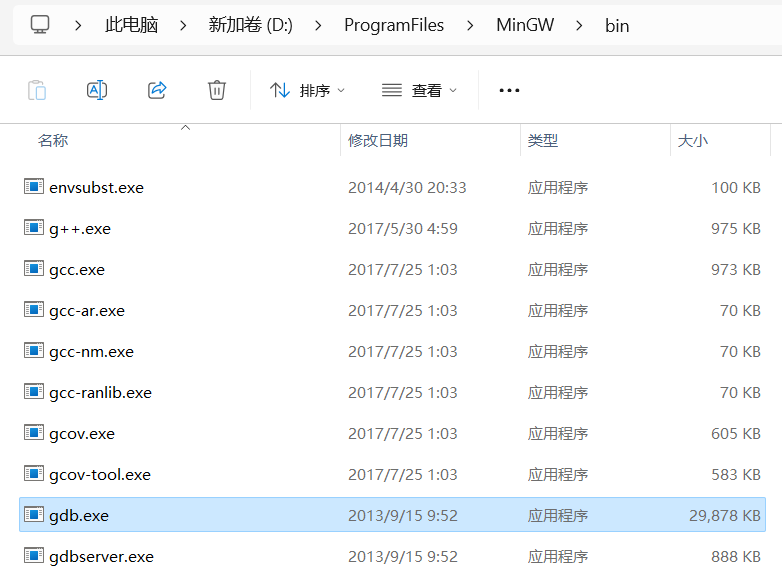 此电脑 > 新加卷 (D:) > ProgramFiles > MinGW > bin
排序 查看
名称 修改日期 类型 大小
envsubst.exe 2014/4/30 20:33 应用程序 100 KB
g++.exe 2017/5/30 4:59 应用程序 975 KB
gcc.exe 2017/7/25 1:03 应用程序 973 KB
gcc-ar.exe 2017/7/25 1:03 应用程序 70 KB
gcc-nm.exe 2017/7/25 1:03 应用程序 70 KB
gcc-ranlib.exe 2017/7/25 1:03 应用程序 70 KB
gcov.exe 2017/7/25 1:03 应用程序 605 KB
gcov-tool.exe 2017/7/25 1:03 应用程序 583 KB
gdb.exe 2013/9/15 9:52 应用程序 29,878 KB
gdbserver.exe 2013/9/15 9:52 应用程序 888 KB